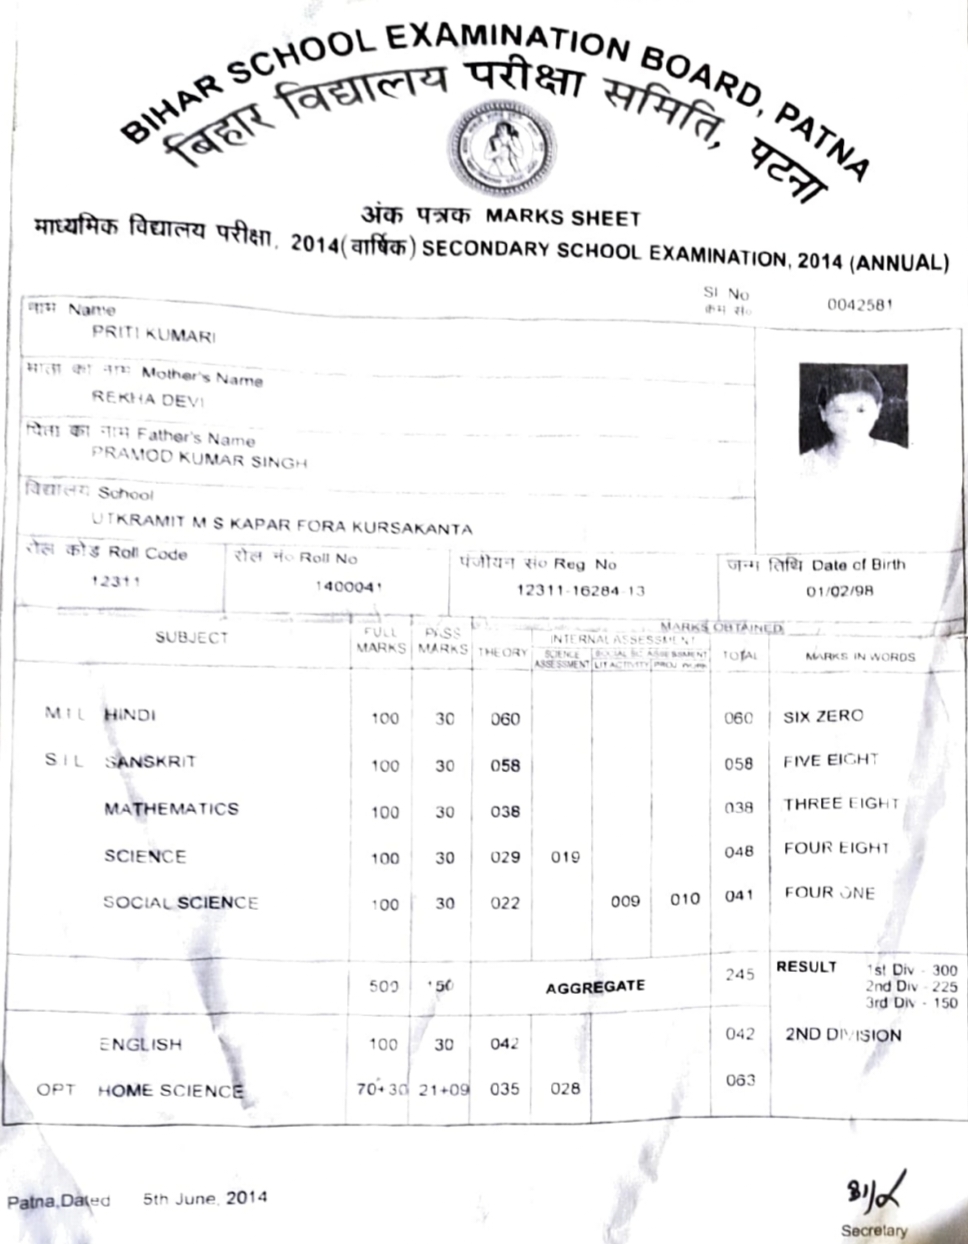 BIHAR SCHOOL EXAMINATION BOARD, PATNA
बिहार विद्यालय परीक्षा समिति, पटना
अंक पत्रक MARKS SHEET
माध्यमिक विद्यालय परीक्षा, 2014(वार्षिक) SECONDARY SCHOOL EXAMINATION, 2014 (ANNUAL)
Sl No 0042581
क्रम सं०
नाम Name
PRITI KUMARI
माता का नाम Mother's Name
REKHA DEVI
पिता का नाम Father's Name
PRAMOD KUMAR SINGH
विद्यालय School
UTKRAMIT M S KAPAR FORA KURSAKANTA
रोल कोड Roll Code रोल नं० Roll No पंजीयन सं० Reg No जन्म तिथि Date of Birth
12311 1400041 12311-16284-13 01/02/98
MARKS OBTAINED
SUBJECT FULL MARKS PASS MARKS THEORY INTERNAL ASSESSMENT TOTAL MARKS IN WORDS
SCIENCE ASSESSMENT SOCIAL SC ASSESSMENT
LIT ACTIVITY PROJ WORK
M I L HINDI 100 30 060 060 SIX ZERO
S I L SANSKRIT 100 30 058 058 FIVE EIGHT
MATHEMATICS 100 30 038 038 THREE EIGHT
SCIENCE 100 30 029 019 048 FOUR EIGHT
SOCIAL SCIENCE 100 30 022 009 010 041 FOUR ONE
500 150 AGGREGATE 245 RESULT 1st Div - 300
2nd Div - 225
3rd Div - 150
ENGLISH 100 30 042 042 2ND DIVISION
OPT HOME SCIENCE 70+30 21+09 035 028 063
Patna,Dated 5th June, 2014
Secretary